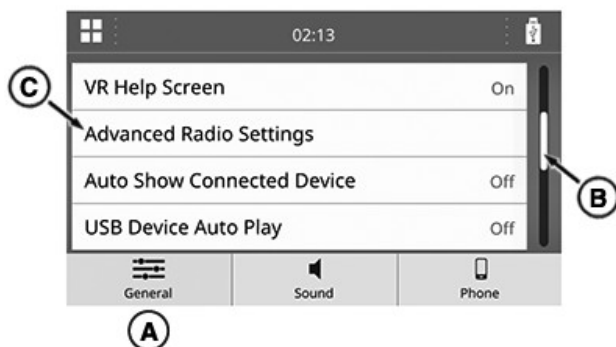 02:13
VR Help Screen On
C
Advanced Radio Settings
Auto Show Connected Device Off
B
USB Device Auto Play Off
General Sound Phone
A